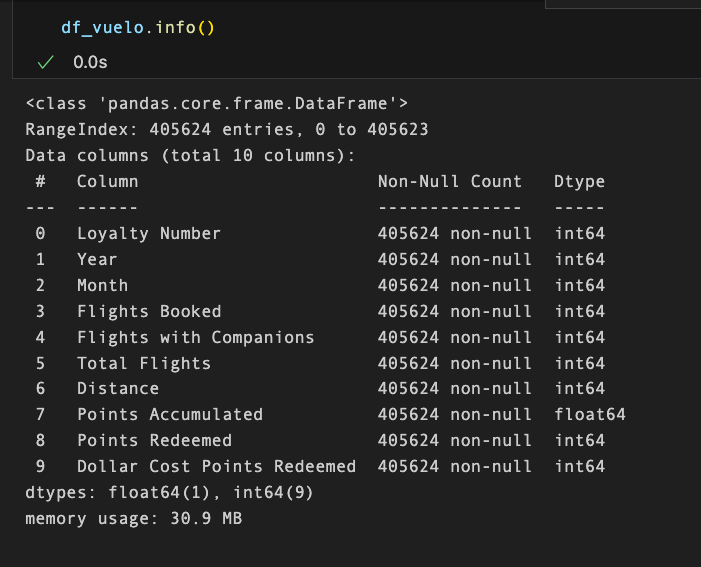 df_vuelo.info()
✓ 0.0s
<class 'pandas.core.frame.DataFrame'>
RangeIndex: 405624 entries, 0 to 405623
Data columns (total 10 columns):
 #   Column                       Non-Null Count   Dtype
---  ------                       --------------   -----
 0   Loyalty Number               405624 non-null  int64
 1   Year                         405624 non-null  int64
 2   Month                        405624 non-null  int64
 3   Flights Booked               405624 non-null  int64
 4   Flights with Companions      405624 non-null  int64
 5   Total Flights                405624 non-null  int64
 6   Distance                     405624 non-null  int64
 7   Points Accumulated           405624 non-null  float64
 8   Points Redeemed              405624 non-null  int64
 9   Dollar Cost Points Redeemed  405624 non-null  int64
dtypes: float64(1), int64(9)
memory usage: 30.9 MB